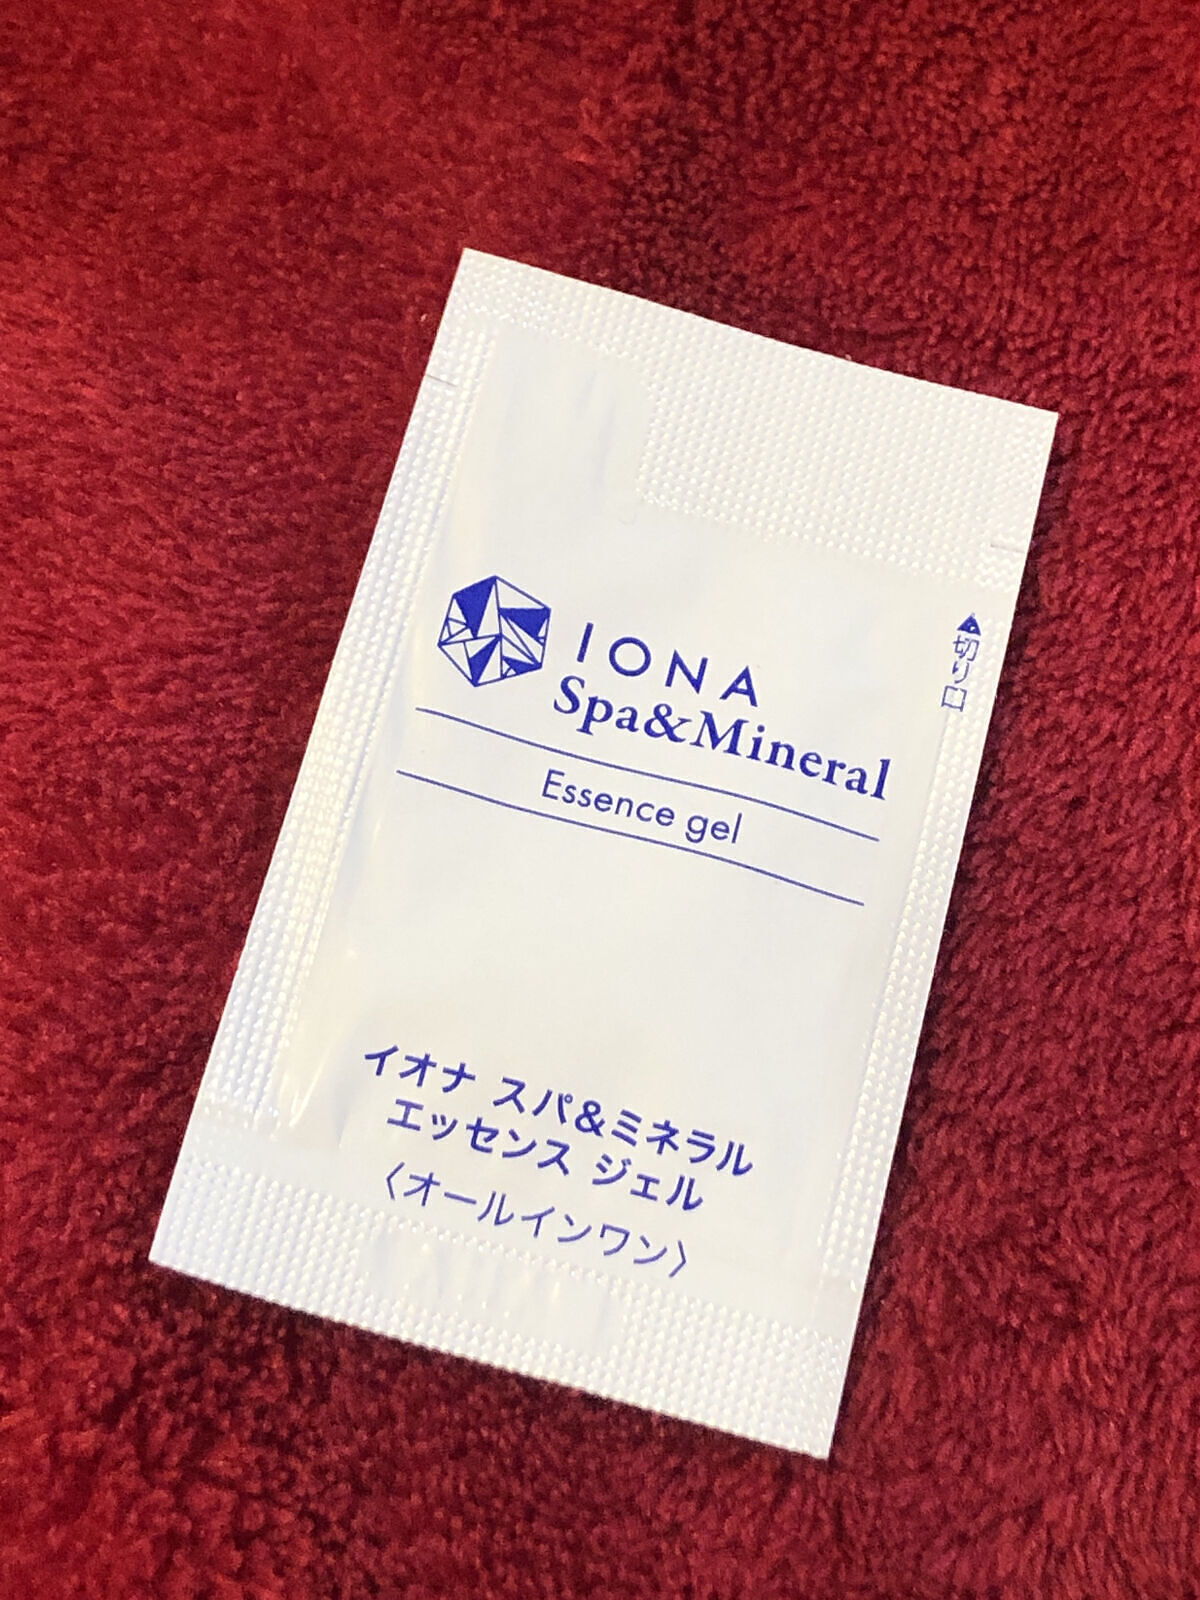 IONA
Spa&Mineral
Essence gel
▲切り口
イオナ スパ&ミネラル
エッセンス ジェル
〈オールインワン〉